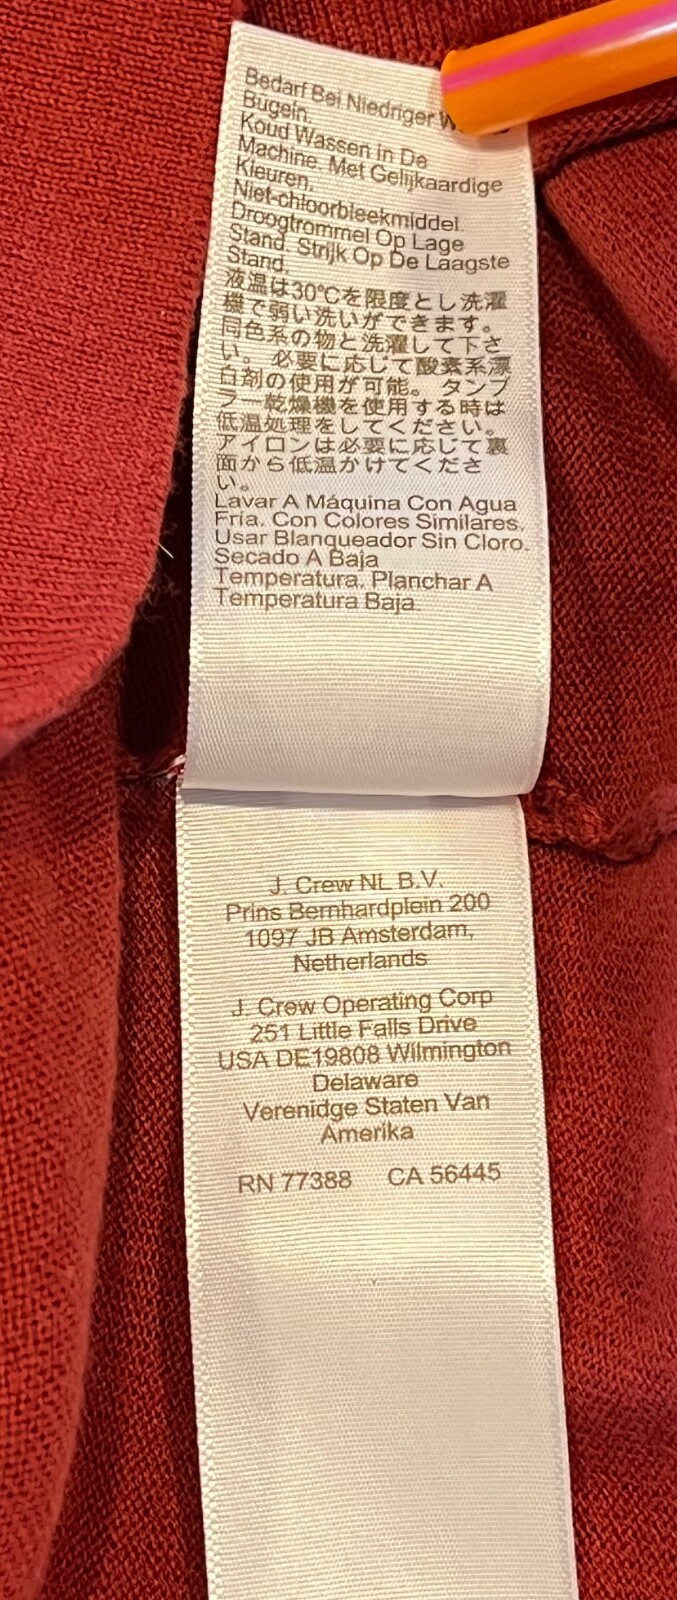 Bedarf Bei Niedriger
Bugeln.
Koud Wassen In De
Machine. Met Gelijkaardige
Kleuren.
Niet-chloorbleekmiddel.
Droogtrommel Op Lage
Stand. Strijk Op De Laagste
Stand.
液温は30℃を限度とし洗濯
機で弱い洗いができます。
同色系の物と洗濯して下さ
い。 必要に応じて酸素系漂
白剤の使用が可能。 タンブ
ラー乾燥機を使用する時は
低温処理をしてください。
アイロンは必要に応じて裏
面から低温かけてくださ
い。
Lavar A Máquina Con Agua
Fría. Con Colores Similares.
Usar Blanqueador Sin Cloro.
Secado A Baja
Temperatura. Planchar A
Temperatura Baja.
J. Crew NL B.V.
Prins Bernhardplein 200
1097 JB Amsterdam,
Netherlands
J. Crew Operating Corp
251 Little Falls Drive
USA DE19808 Wilmington
Delaware
Verenidge Staten Van
Amerika
RN 77388 CA 56445